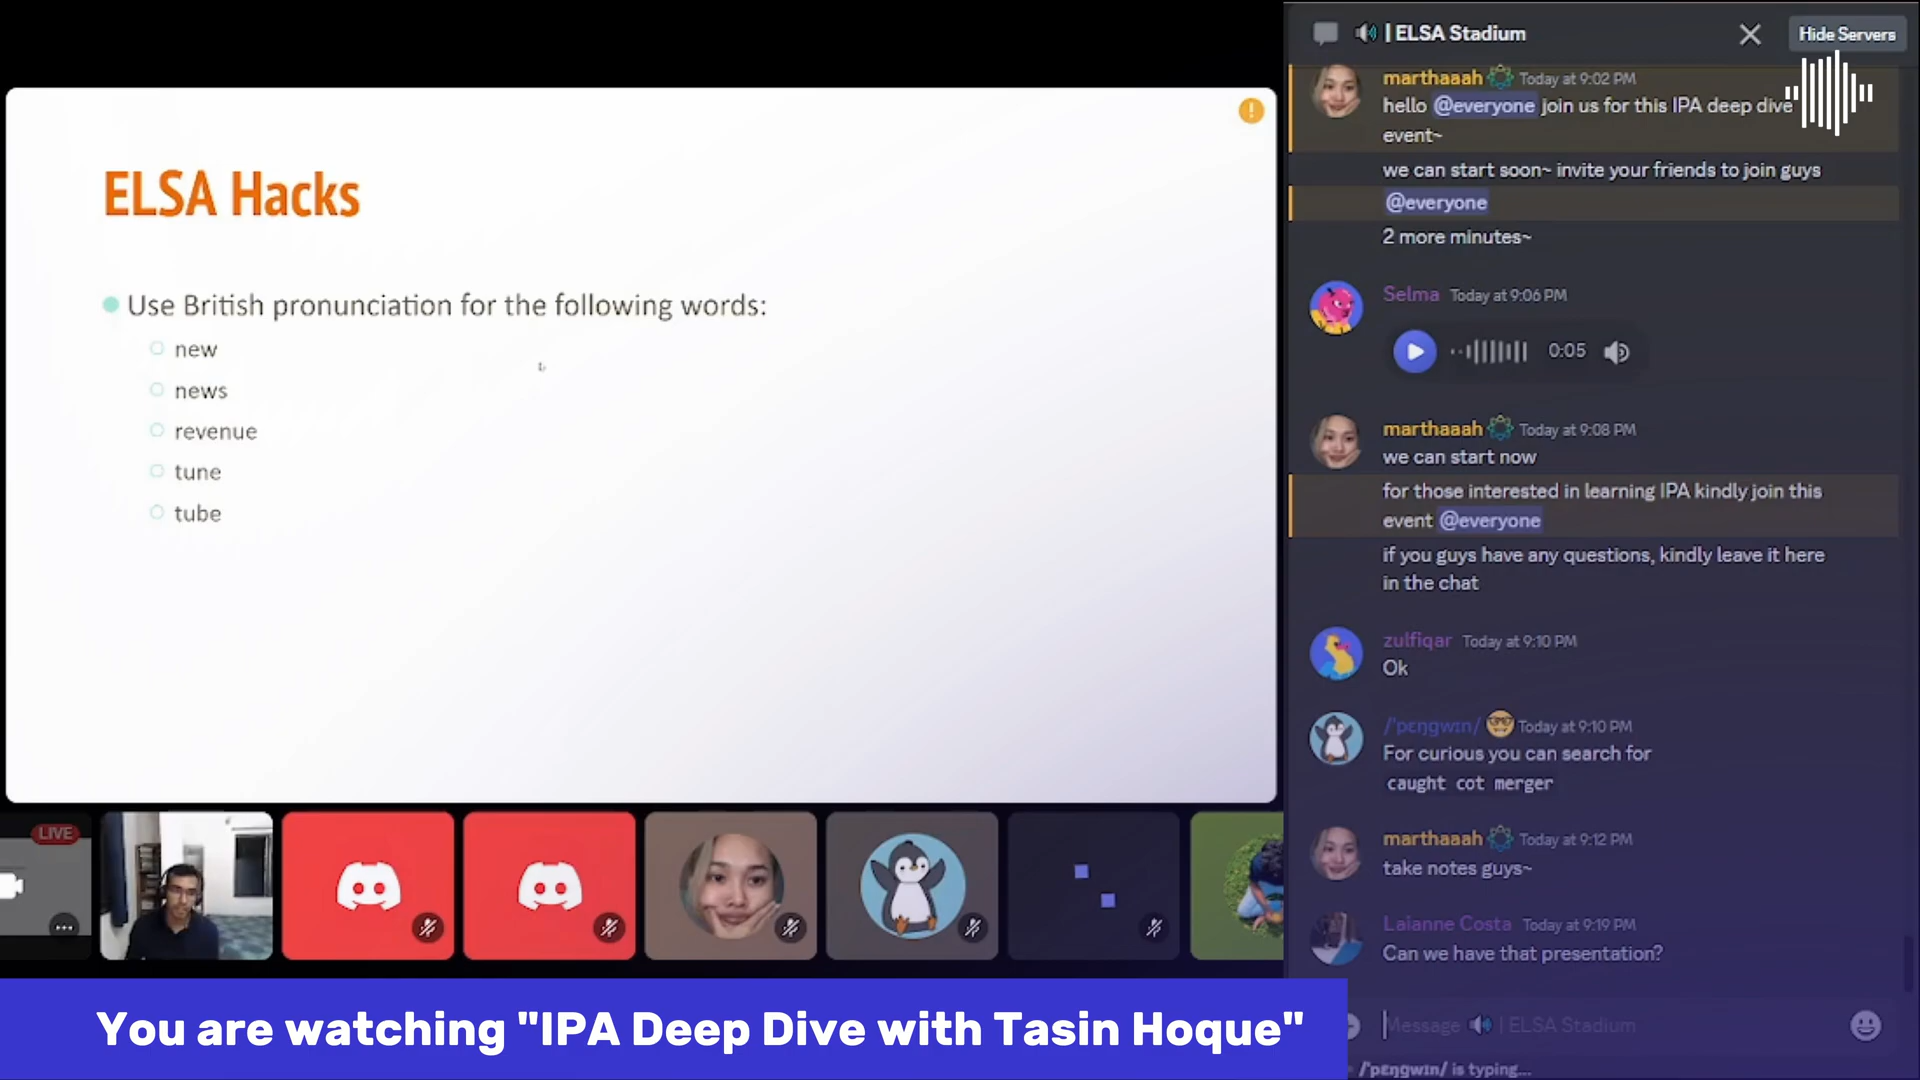 ELSA Hacks
Use British pronunciation for the following words:
new
news
revenue
tune
tube
LIVE
You are watching "IPA Deep Dive with Tasin Hoque"
| ELSA Stadium
Hide Servers
marthaaah Today at 9:02 PM
hello @everyone join us for this IPA deep dive
event~
we can start soon~ invite your friends to join guys
@everyone
2 more minutes~
Selma Today at 9:06 PM
0:05
marthaaah Today at 9:08 PM
we can start now
for those interested in learning IPA kindly join this
event @everyone
if you guys have any questions, kindly leave it here
in the chat
zulfiqar Today at 9:10 PM
Ok
/ˈpɛŋgwɪn/ 🤓 Today at 9:10 PM
For curious you can search for
caught cot merger
marthaaah Today at 9:12 PM
take notes guys~
Laianne Costa Today at 9:19 PM
Can we have that presentation?
Message | ELSA Stadium
/ˈpɛŋgwɪn/ is typing...